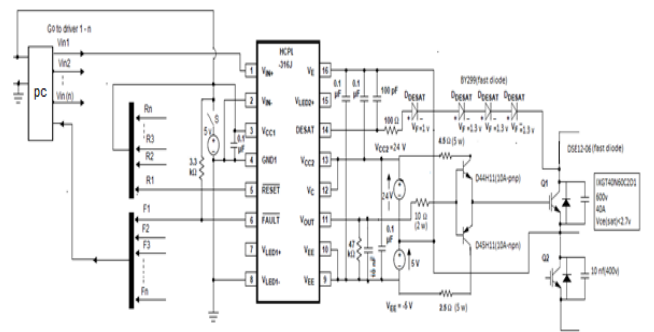 Go to driver 1 - n
Vin1
Vin2
Vin (n)
pc
Rn
R3
R2
R1
F1
F2
F3
Fn
S
5v
0.1
µF
3.3
kΩ
HCPL
-316J
1 VIN+
2 VIN-
3 VCC1
4 GND1
5 RESET
6 FAULT
7 VLED1+
8 VLED1-
VE 16
VLED2+ 15
DESAT 14
VCC2 13
VC 12
VOUT 11
VEE 10
VEE 9
0.1
µF
0.1
µF
100 pF
100 Ω
BY299(fast diode)
DDESAT
DDESAT
DDESAT
DDESAT
VF=1 v
VF=1.3 v
VF=1.3 v
VF=1.3 v
VCC2=24 V
4.5 Ω (5 w)
D44H11(10A-pnp)
24V
10 Ω
(2 w)
47
kΩ
0.1
µF
5 V
D45H11(10A-npn)
VEE = -5 V
2.5 Ω (5 w)
DSE12-06 (fast diode)
Q1
IXGT40N60C2D1
600v
40A
Vce(sat)<2.7v
Q2
10 nf(400v)